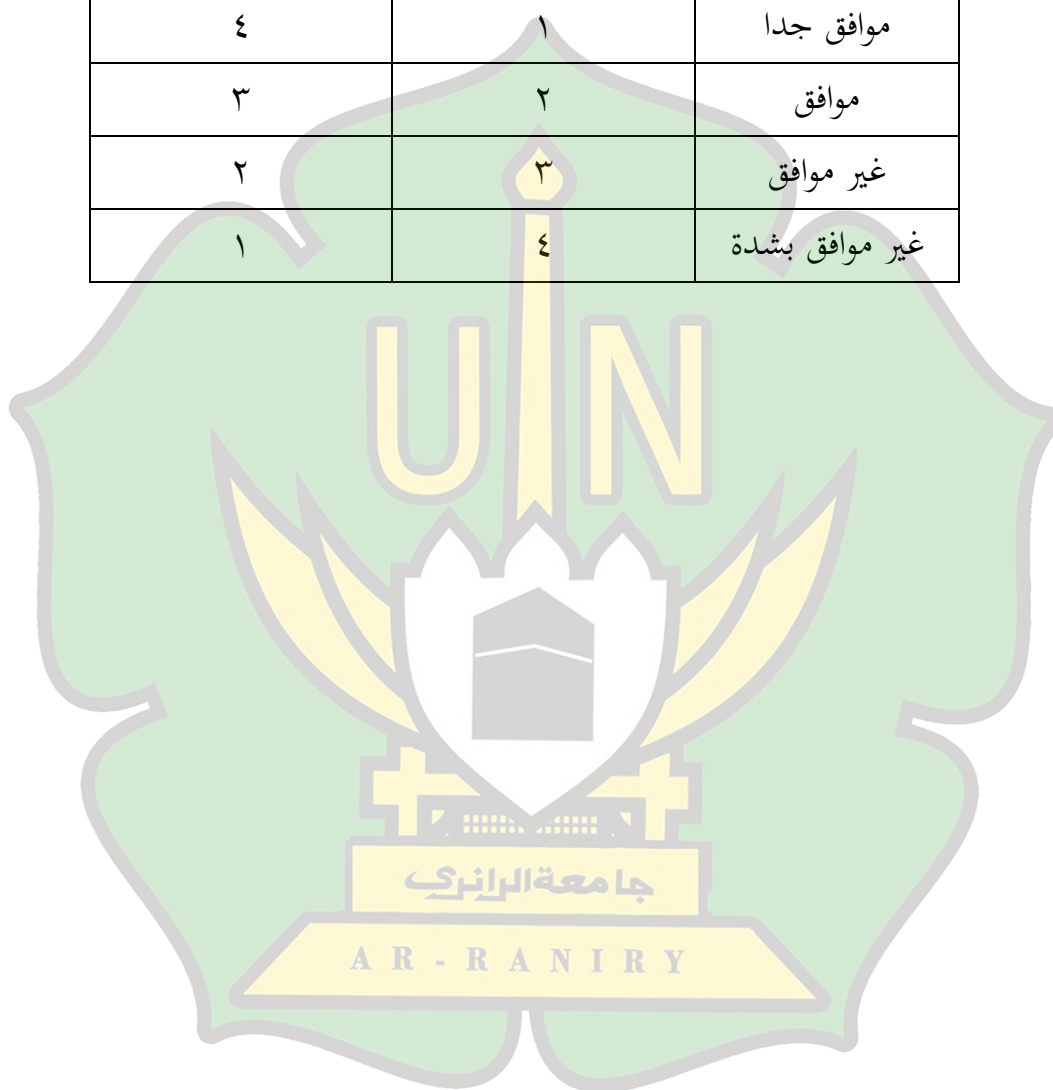 موافق جدا ١ ٤
موافق ٢ ٣
غير موافق ٣ ٢
غير موافق بشدة ٤ ١
UIN
جامعة الرانري
AR-RANIRY